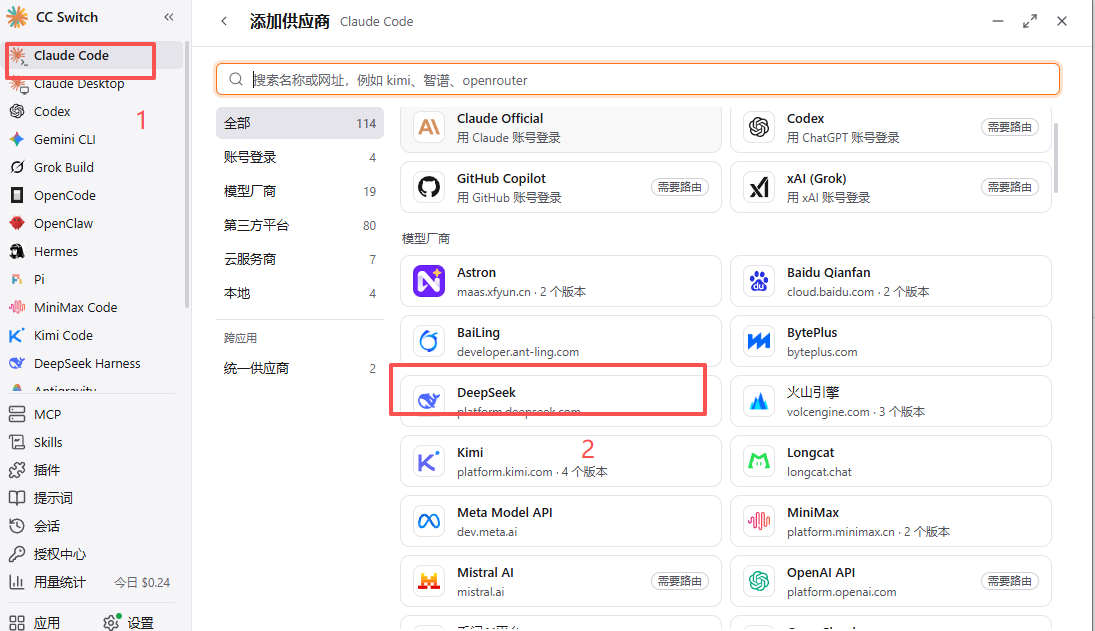 CC Switch
Claude Code
1
Claude Desktop
Codex
Gemini CLI
Grok Build
OpenCode
OpenClaw
Hermes
Pi
MiniMax Code
Kimi Code
DeepSeek Harness
Antigravity
MCP
Skills
插件
提示词
会话
授权中心
用量统计 今日 $0.24
应用 设置
添加供应商 Claude Code
搜索名称或网址，例如 kimi、智谱、openrouter
全部 114
账号登录 4
模型厂商 19
第三方平台 80
云服务商 7
本地 4
跨应用
统一供应商 2
Claude Official
用 Claude 账号登录
Codex
用 ChatGPT 账号登录
需要路由
GitHub Copilot
用 GitHub 账号登录
需要路由
xAI (Grok)
用 xAI 账号登录
需要路由
模型厂商
Astron
maas.xfyun.cn · 2 个版本
Baidu Qianfan
cloud.baidu.com · 2 个版本
BaiLing
developer.ant-ling.com
BytePlus
byteplus.com
DeepSeek
platform.deepseek.com
火山引擎
volcengine.com · 3 个版本
2
Kimi
platform.kimi.com · 4 个版本
Longcat
longcat.chat
Meta Model API
dev.meta.ai
MiniMax
platform.minimax.cn · 2 个版本
Mistral AI
mistral.ai
需要路由
OpenAI API
platform.openai.com
需要路由